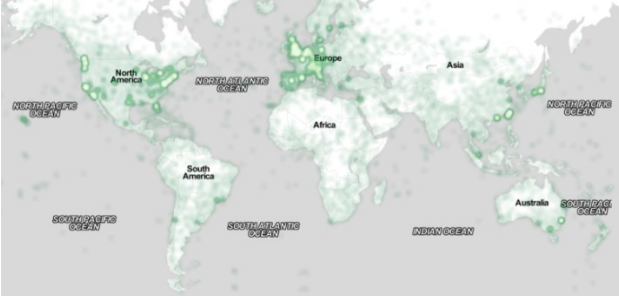 Europe
Asia
North
America
NORTH ATLANTIC
OCEAN
NORTH PACIFIC
OCEAN
NORTH PACIFIC
OCEAN
Africa
South
America
Australia
SOUTH PACI
OCEAN
SOUTH PACIFIC
OCEAN
SOUTH ATLANTIC
OCEAN
INDIAN OCEAN